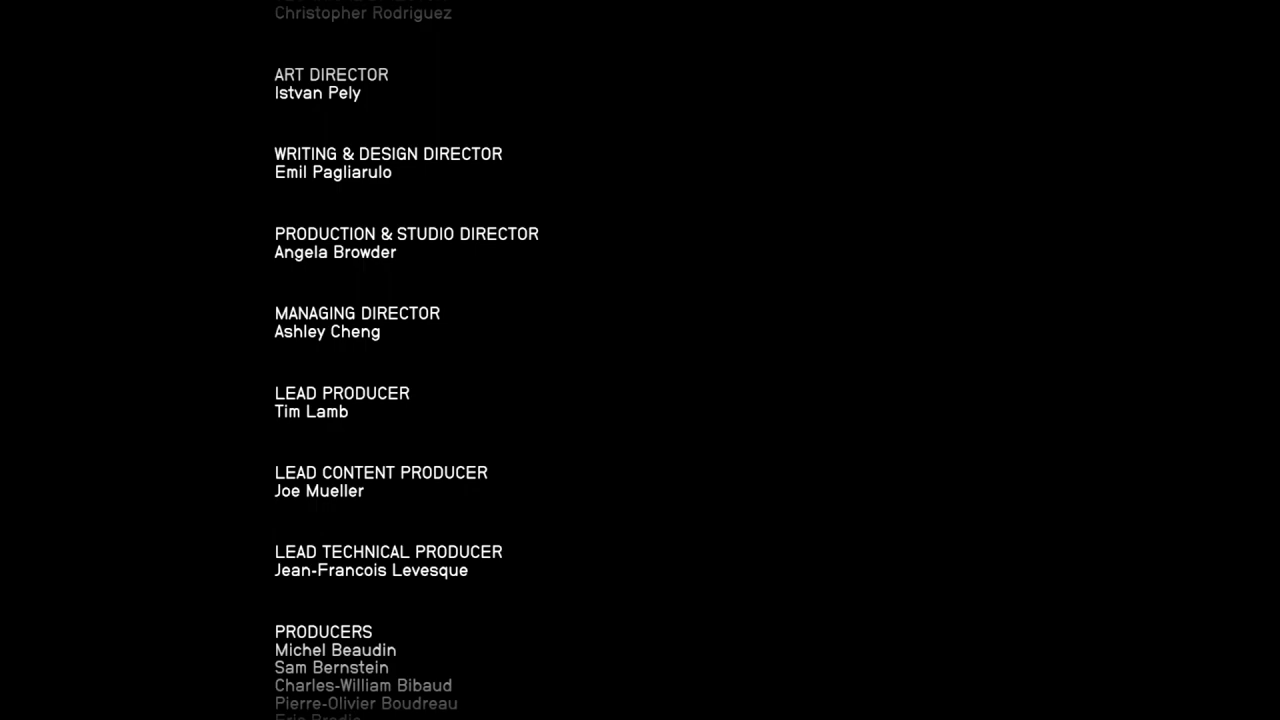 Christopher Rodriguez
ART DIRECTOR
Istvan Pely
WRITING & DESIGN DIRECTOR
Emil Pagliarulo
PRODUCTION & STUDIO DIRECTOR
Angela Browder
MANAGING DIRECTOR
Ashley Cheng
LEAD PRODUCER
Tim Lamb
LEAD CONTENT PRODUCER
Joe Mueller
LEAD TECHNICAL PRODUCER
Jean-Francois Levesque
PRODUCERS
Michel Beaudin
Sam Bernstein
Charles-William Bibaud
Pierre-Olivier Boudreau